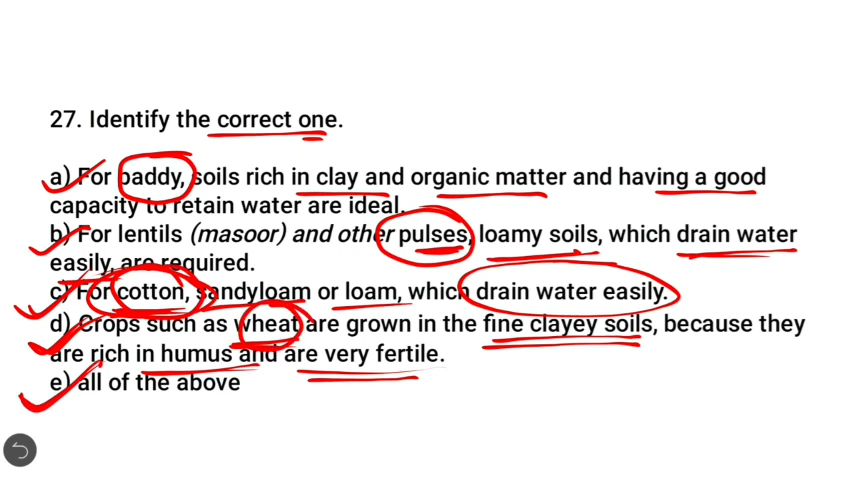 27. Identify the correct one.
a) For paddy, soils rich in clay and organic matter and having a good
capacity to retain water are ideal.
b) For lentils (masoor) and other pulses, loamy soils, which drain water
easily, are required.
c) For cotton, sandyloam or loam, which drain water easily.
d) Crops such as wheat are grown in the fine clayey soils, because they
are rich in humus and are very fertile.
e) all of the above